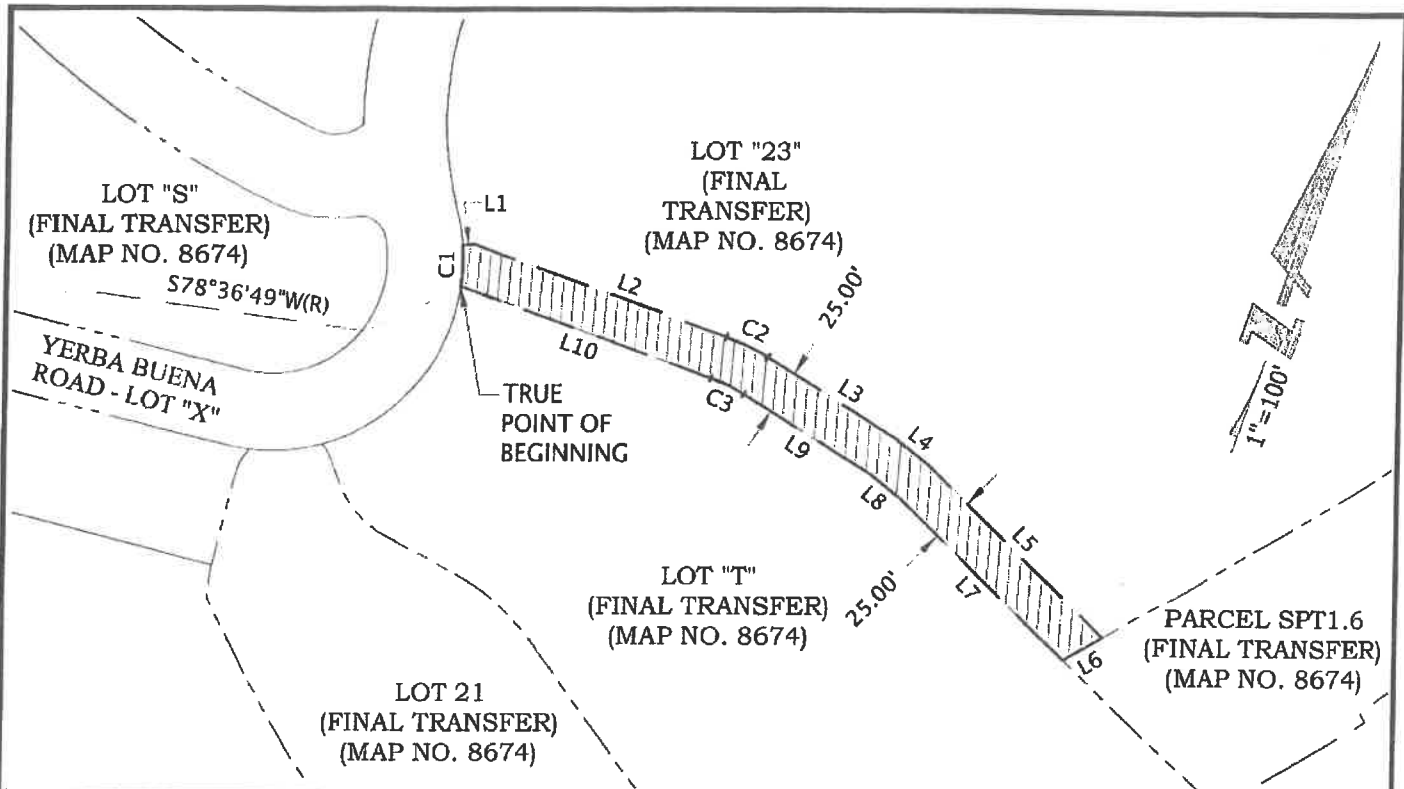 LOT "S"
(FINAL TRANSFER)
(MAP NO. 8674)
S78°36'49"W(R)
YERBA BUENA
ROAD - LOT "X"
LOT "23"
(FINAL
TRANSFER)
(MAP NO. 8674)
L1
C1
L2
C2
25.00'
L10
C3
L3
L9
L4
L8
L5
L7
25.00'
L6
TRUE
POINT OF
BEGINNING
1"=100'
LOT "T"
(FINAL TRANSFER)
(MAP NO. 8674)
PARCEL SPT1.6
(FINAL TRANSFER)
(MAP NO. 8674)
LOT 21
(FINAL TRANSFER)
(MAP NO. 8674)
N